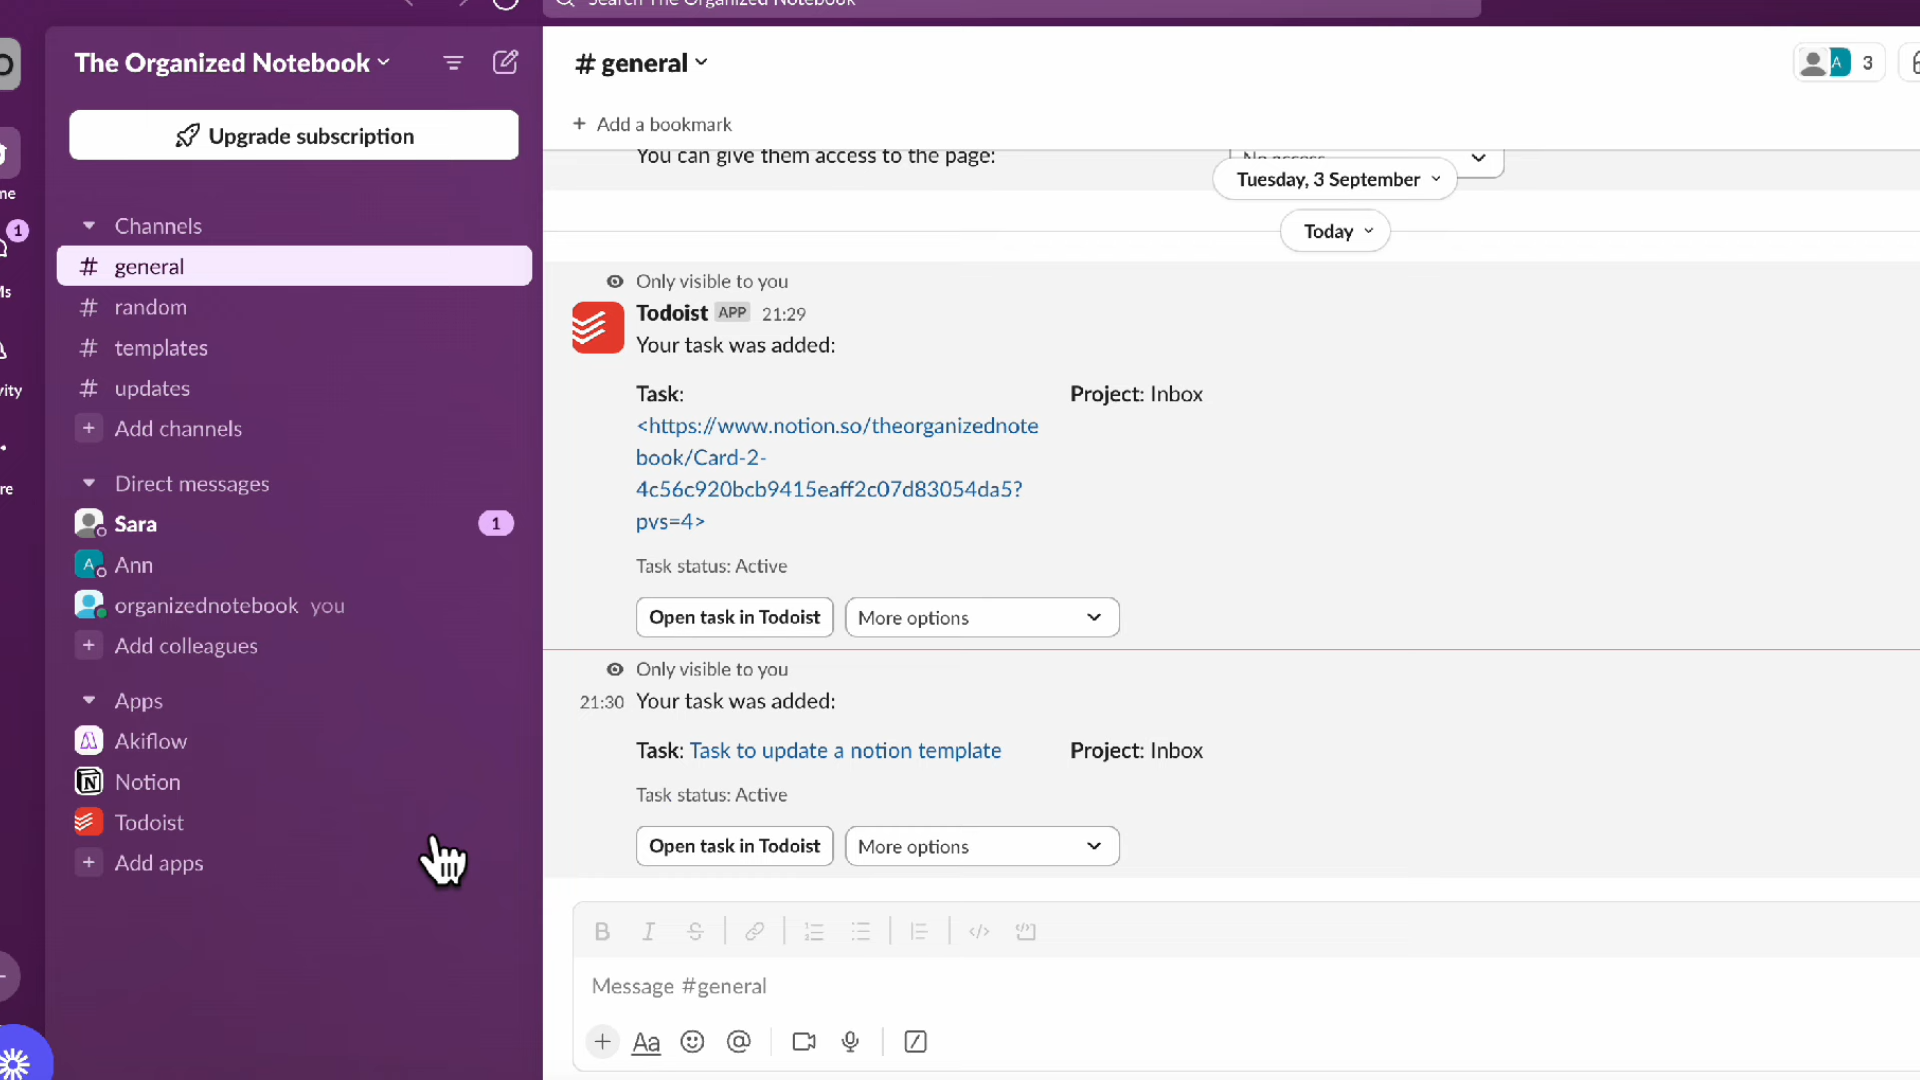 Search The Organized Notebook
The Organized Notebook
Upgrade subscription
Channels
# general
# random
# templates
# updates
+ Add channels
Direct messages
Sara 1
A Ann
organizednotebook you
+ Add colleagues
Apps
Akiflow
Notion
Todoist
+ Add apps
1
# general
A 3
+ Add a bookmark
You can give them access to the page:
No access
Tuesday, 3 September
Today
Only visible to you
Todoist APP 21:29
Your task was added:
Task: Project: Inbox
<https://www.notion.so/theorganizednote
book/Card-2-
4c56c920bcb9415eaff2c07d83054da5?
pvs=4>
Task status: Active
Open task in Todoist More options
Only visible to you
21:30 Your task was added:
Task: Task to update a notion template Project: Inbox
Task status: Active
Open task in Todoist More options
B I S
Message #general
+ Aa @